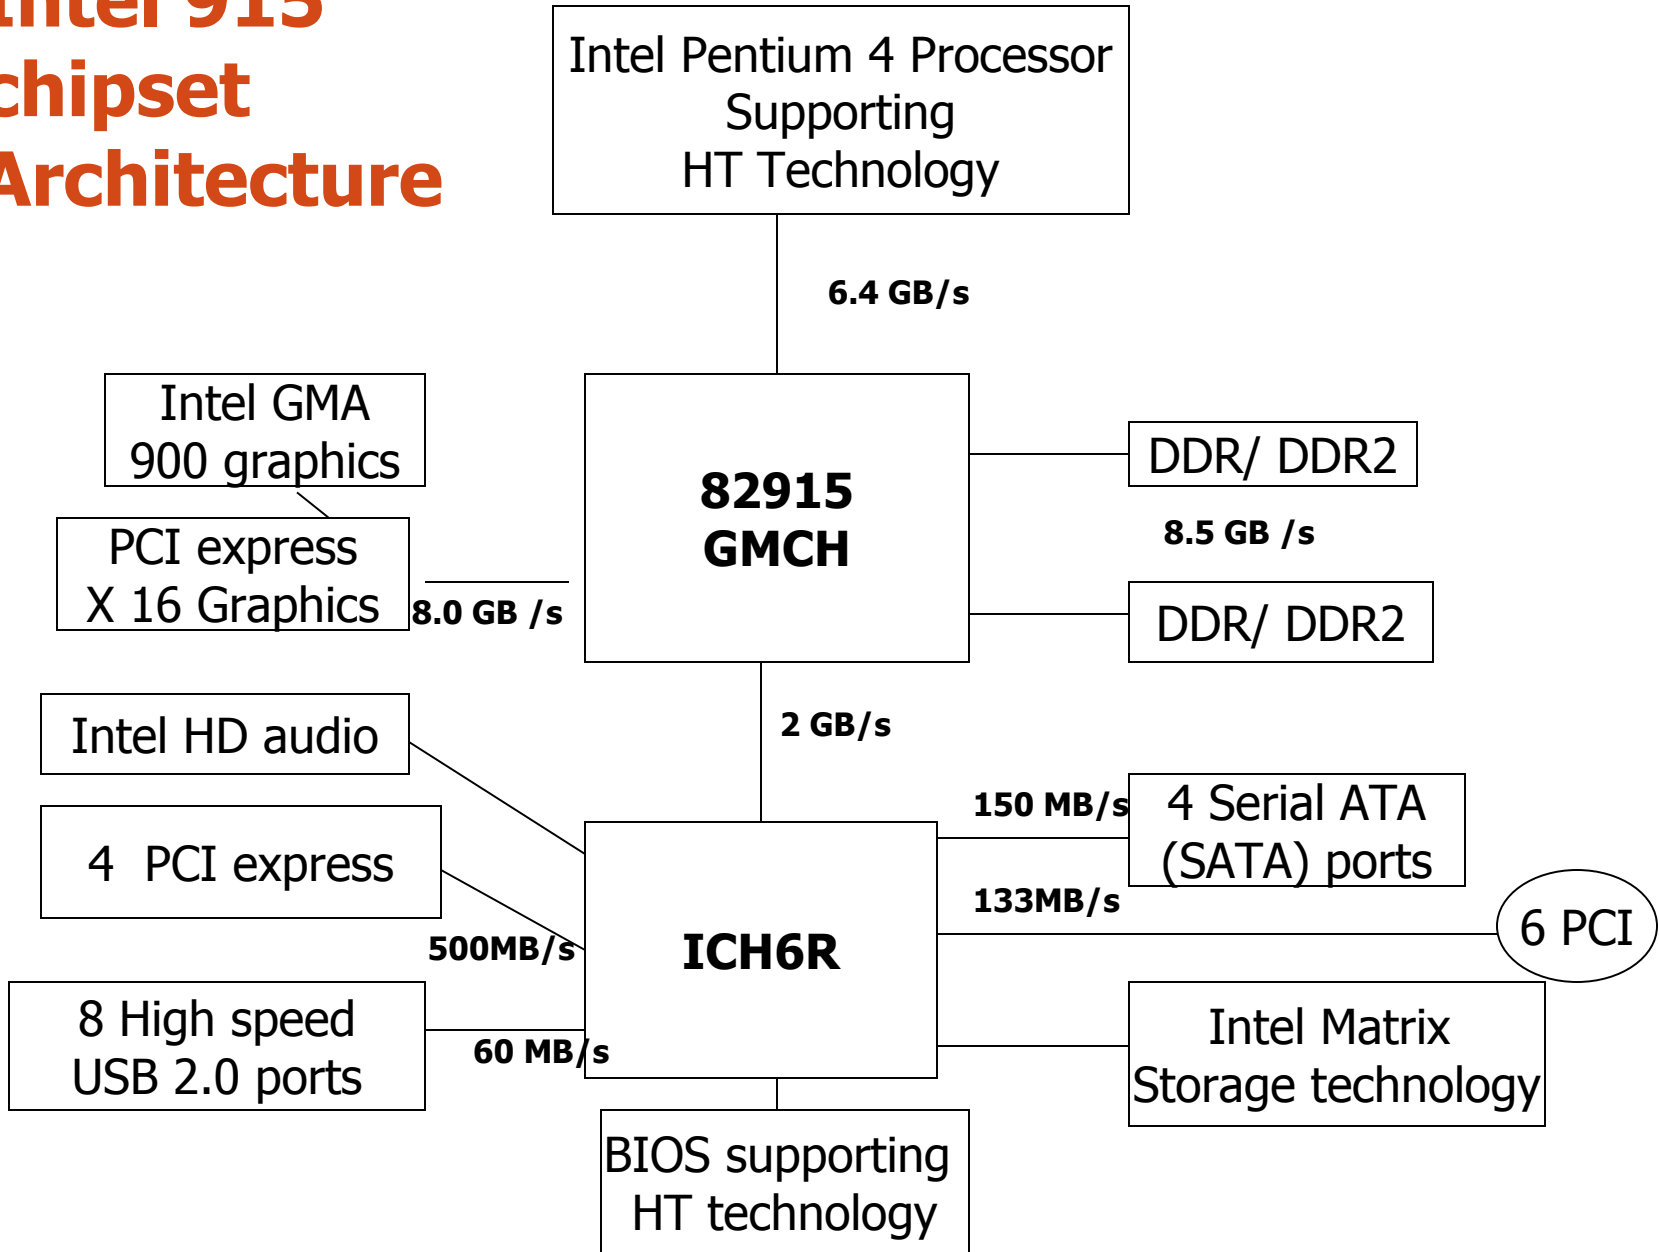 Intel 915
chipset
Architecture
Intel Pentium 4 Processor
Supporting
HT Technology
6.4 GB/s
Intel GMA
900 graphics
PCI express
X 16 Graphics
8.0 GB /s
82915
GMCH
DDR/ DDR2
8.5 GB /s
DDR/ DDR2
2 GB/s
Intel HD audio
4 PCI express
500MB/s
8 High speed
USB 2.0 ports
60 MB/s
ICH6R
150 MB/s
4 Serial ATA
(SATA) ports
133MB/s
6 PCI
Intel Matrix
Storage technology
BIOS supporting
HT technology